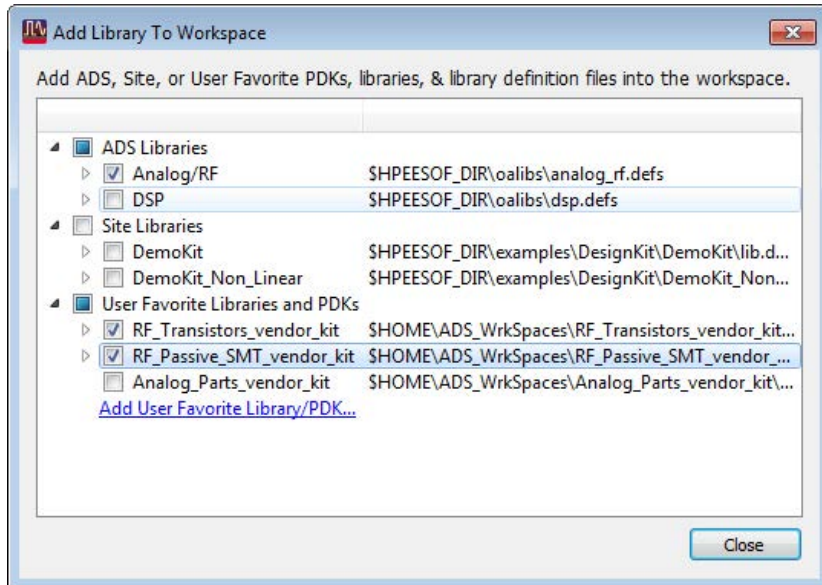 Add Library To Workspace
Add ADS, Site, or User Favorite PDKs, libraries, & library definition files into the workspace.
ADS Libraries
Analog/RF $HPEESOF_DIR\oalibs\analog_rf.defs
DSP $HPEESOF_DIR\oalibs\dsp.defs
Site Libraries
DemoKit $HPEESOF_DIR\examples\DesignKit\DemoKit\lib.d...
DemoKit_Non_Linear $HPEESOF_DIR\examples\DesignKit\DemoKit_Non...
User Favorite Libraries and PDKs
RF_Transistors_vendor_kit $HOME\ADS_WrkSpaces\RF_Transistors_vendor_kit...
RF_Passive_SMT_vendor_kit $HOME\ADS_WrkSpaces\RF_Passive_SMT_vendor_...
Analog_Parts_vendor_kit $HOME\ADS_WrkSpaces\Analog_Parts_vendor_kit\...
Add User Favorite Library/PDK...
Close